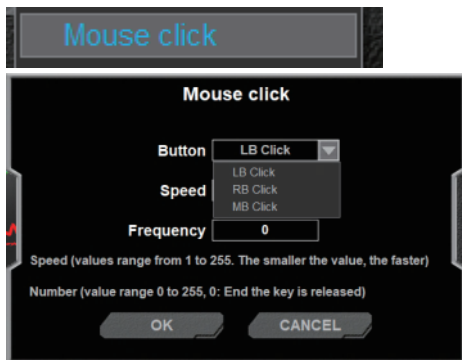 Mouse click
Mouse click
Button LB Click
LB Click
Speed RB Click
MB Click
Frequency 0
Speed (values range from 1 to 255. The smaller the value, the faster)
Number (value range 0 to 255, 0: End the key is released)
OK CANCEL